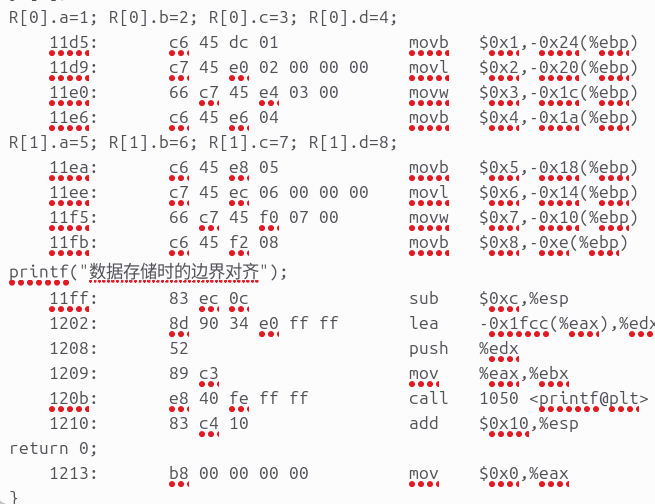 R[0].a=1; R[0].b=2; R[0].c=3; R[0].d=4;
11d5: c6 45 dc 01 movb $0x1,-0x24(%ebp)
11d9: c7 45 e0 02 00 00 00 movl $0x2,-0x20(%ebp)
11e0: 66 c7 45 e4 03 00 movw $0x3,-0x1c(%ebp)
11e6: c6 45 e6 04 movb $0x4,-0x1a(%ebp)
R[1].a=5; R[1].b=6; R[1].c=7; R[1].d=8;
11ea: c6 45 e8 05 movb $0x5,-0x18(%ebp)
11ee: c7 45 ec 06 00 00 00 movl $0x6,-0x14(%ebp)
11f5: 66 c7 45 f0 07 00 movw $0x7,-0x10(%ebp)
11fb: c6 45 f2 08 movb $0x8,-0xe(%ebp)
printf("数据存储时的边界对齐");
11ff: 83 ec 0c sub $0xc,%esp
1202: 8d 90 34 e0 ff ff lea -0x1fcc(%eax),%edx
1208: 52 push %edx
1209: 89 c3 mov %eax,%ebx
120b: e8 40 fe ff ff call 1050 <printf@plt>
1210: 83 c4 10 add $0x10,%esp
return 0;
1213: b8 00 00 00 00 mov $0x0,%eax
}